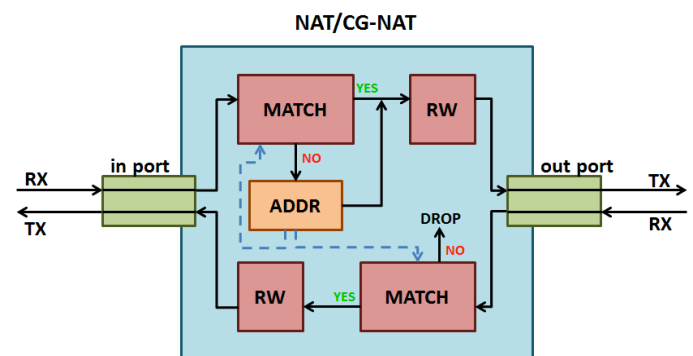 NAT/CG-NAT
YES
MATCH
RW
NO
in port
out port
RX
TX
ADDR
DROP
TX
RX
NO
RW
YES
MATCH